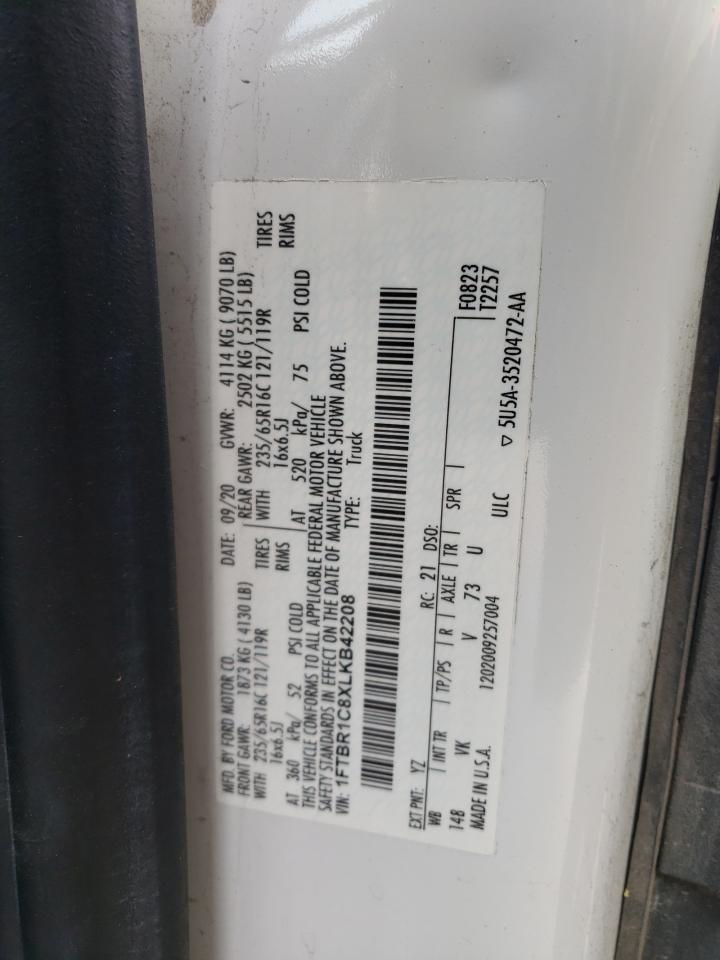 MFD. BY FORD MOTOR CO.
DATE: 09/20 GVWR: 4114 KG ( 9070 LB)
FRONT GAWR: 1873 KG ( 4130 LB) REAR GAWR: 2502 KG ( 5515 LB)
WITH 235/65R16C 121/119R TIRES WITH 235/65R16C 121/119R TIRES
16x6.5J RIMS 16x6.5J RIMS
AT 360 kPa/ 52 PSI COLD AT 520 kPa/ 75 PSI COLD
THIS VEHICLE CONFORMS TO ALL APPLICABLE FEDERAL MOTOR VEHICLE
SAFETY STANDARDS IN EFFECT ON THE DATE OF MANUFACTURE SHOWN ABOVE.
VIN: 1FTBR1C8XLKB42208 TYPE: Truck
EXT PNT: YZ RC: 21 DSO: F0823
WB INT TR TP/PS R AXLE TR SPR T2257
14B VK V 73 U
MADE IN U.S.A. 1202009257004 ULC ▽ 5U5A-3520472-AA